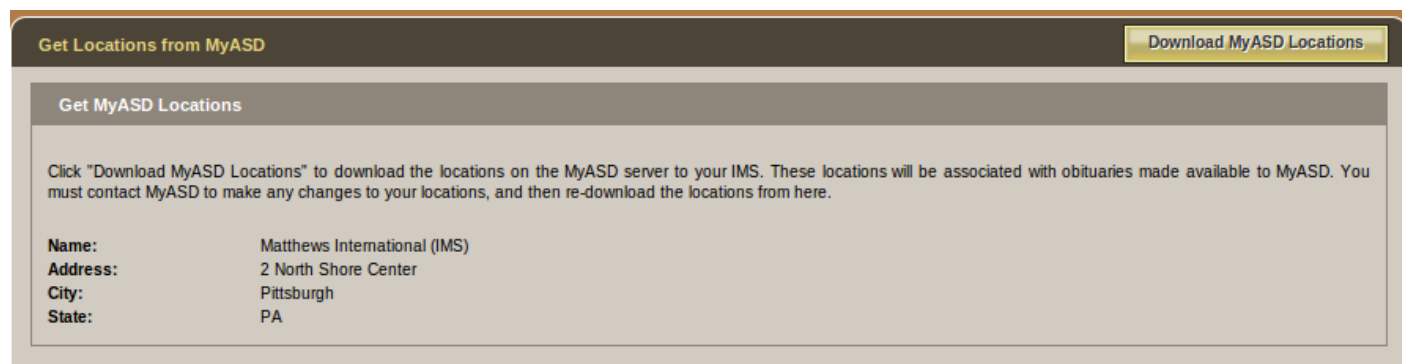 Get Locations from MyASD
Download MyASD Locations
Get MyASD Locations
Click "Download MyASD Locations" to download the locations on the MyASD server to your IMS. These locations will be associated with obituaries made available to MyASD. You
must contact MyASD to make any changes to your locations, and then re-download the locations from here.
Name: Matthews International (IMS)
Address: 2 North Shore Center
City: Pittsburgh
State: PA